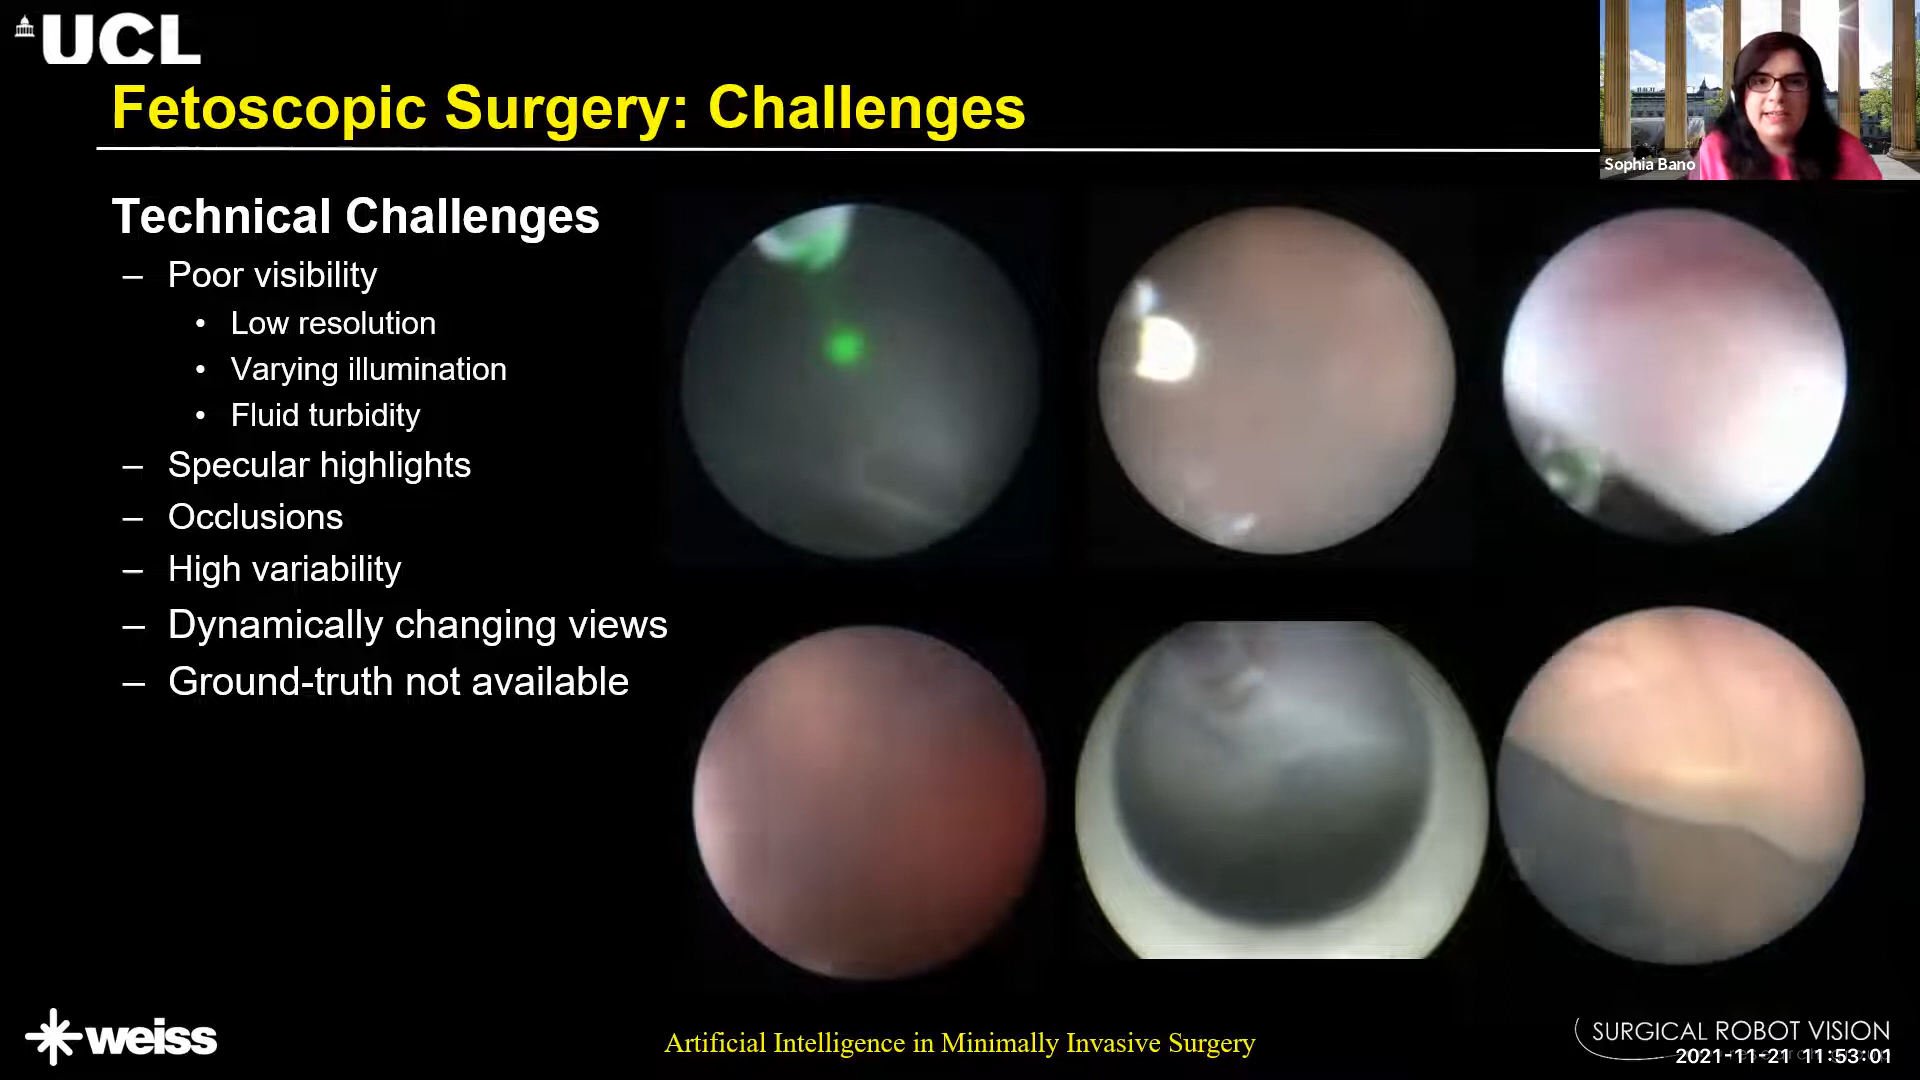 UCL
Fetoscopic Surgery: Challenges
Sophia Bano
Technical Challenges
– Poor visibility
• Low resolution
• Varying illumination
• Fluid turbidity
– Specular highlights
– Occlusions
– High variability
– Dynamically changing views
– Ground-truth not available
weiss
Artificial Intelligence in Minimally Invasive Surgery
SURGICAL ROBOT VISION
2021-11-21 11:53:01